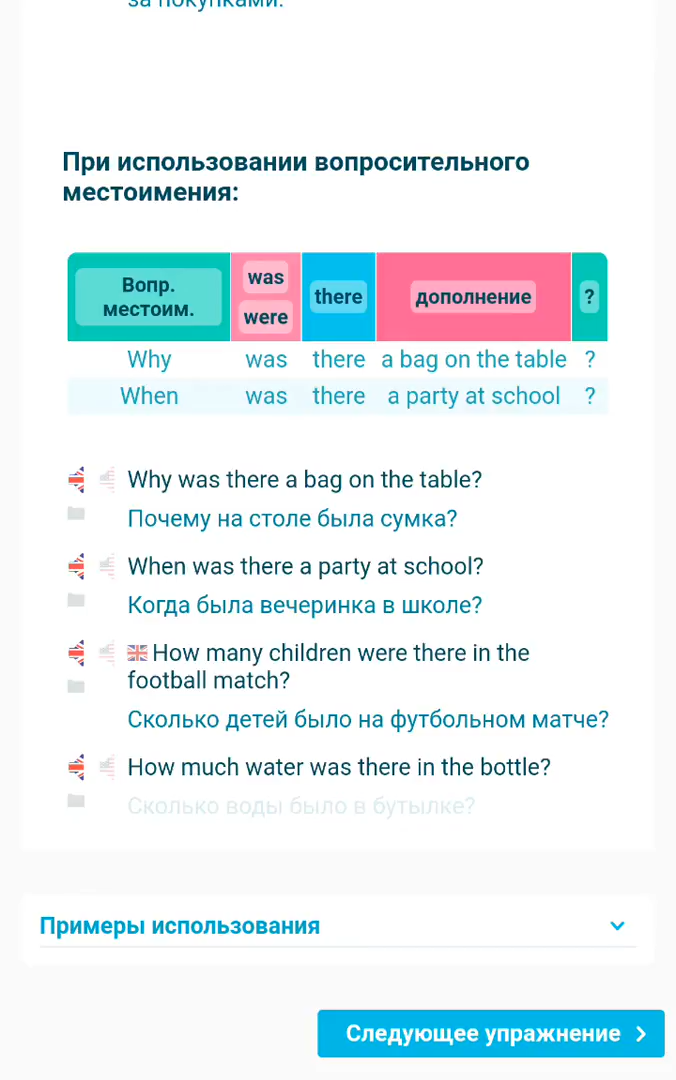 за покупками.
При использовании вопросительного
местоимения:
Вопр.
местоим.
was
were
there
дополнение
?
Why was there a bag on the table ?
When was there a party at school ?
Why was there a bag on the table?
Почему на столе была сумка?
When was there a party at school?
Когда была вечеринка в школе?
How many children were there in the
football match?
Сколько детей было на футбольном матче?
How much water was there in the bottle?
Сколько воды было в бутылке?
Примеры использования
Следующее упражнение